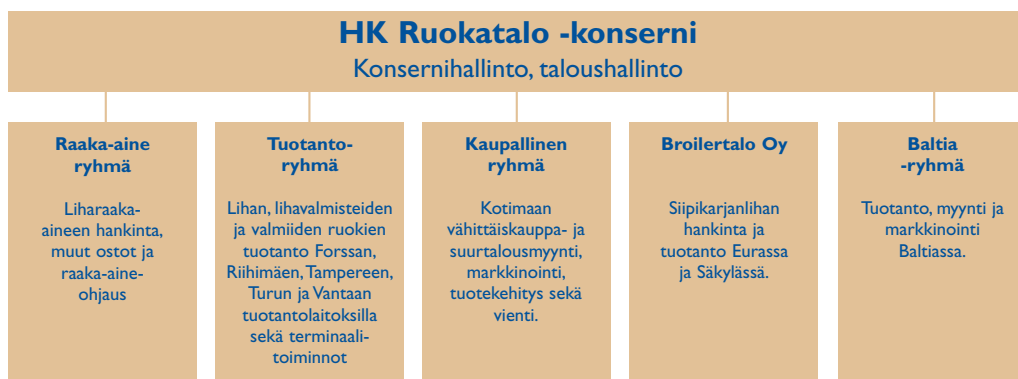 HK Ruokatalo -konserni
Konsernihallinto, taloushallinto
Raaka-aine
ryhmä
Liharaaka-
aineen hankinta,
muut ostot ja
raaka-aine-
ohjaus
Tuotanto-
ryhmä
Lihan, lihavalmisteiden
ja valmiiden ruokien
tuotanto Forssan,
Riihimäen, Tampereen,
Turun ja Vantaan
tuotantolaitoksilla
sekä terminaali-
toiminnot
Kaupallinen
ryhmä
Kotimaan
vähittäiskauppa- ja
suurtalousmyynti,
markkinointi,
tuotekehitys sekä
vienti.
Broilertalo Oy
Siipikarjanlihan
hankinta ja
tuotanto Eurassa
ja Säkylässä.
Baltia
-ryhmä
Tuotanto, myynti ja
markkinointi
Baltiassa.